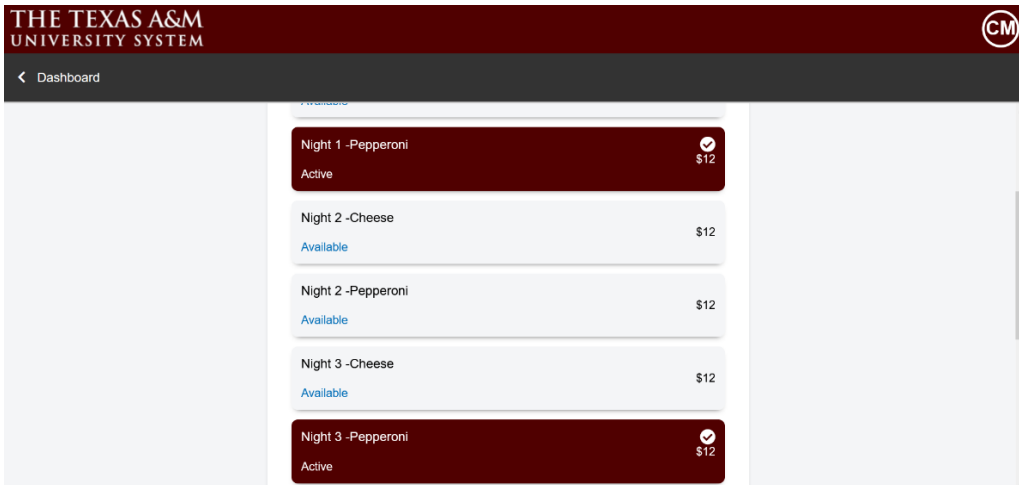 THE TEXAS A&M
UNIVERSITY SYSTEM
CM
Dashboard
Available
Night 1 -Pepperoni
$12
Active
Night 2 -Cheese
$12
Available
Night 2 -Pepperoni
$12
Available
Night 3 -Cheese
$12
Available
Night 3 -Pepperoni
$12
Active